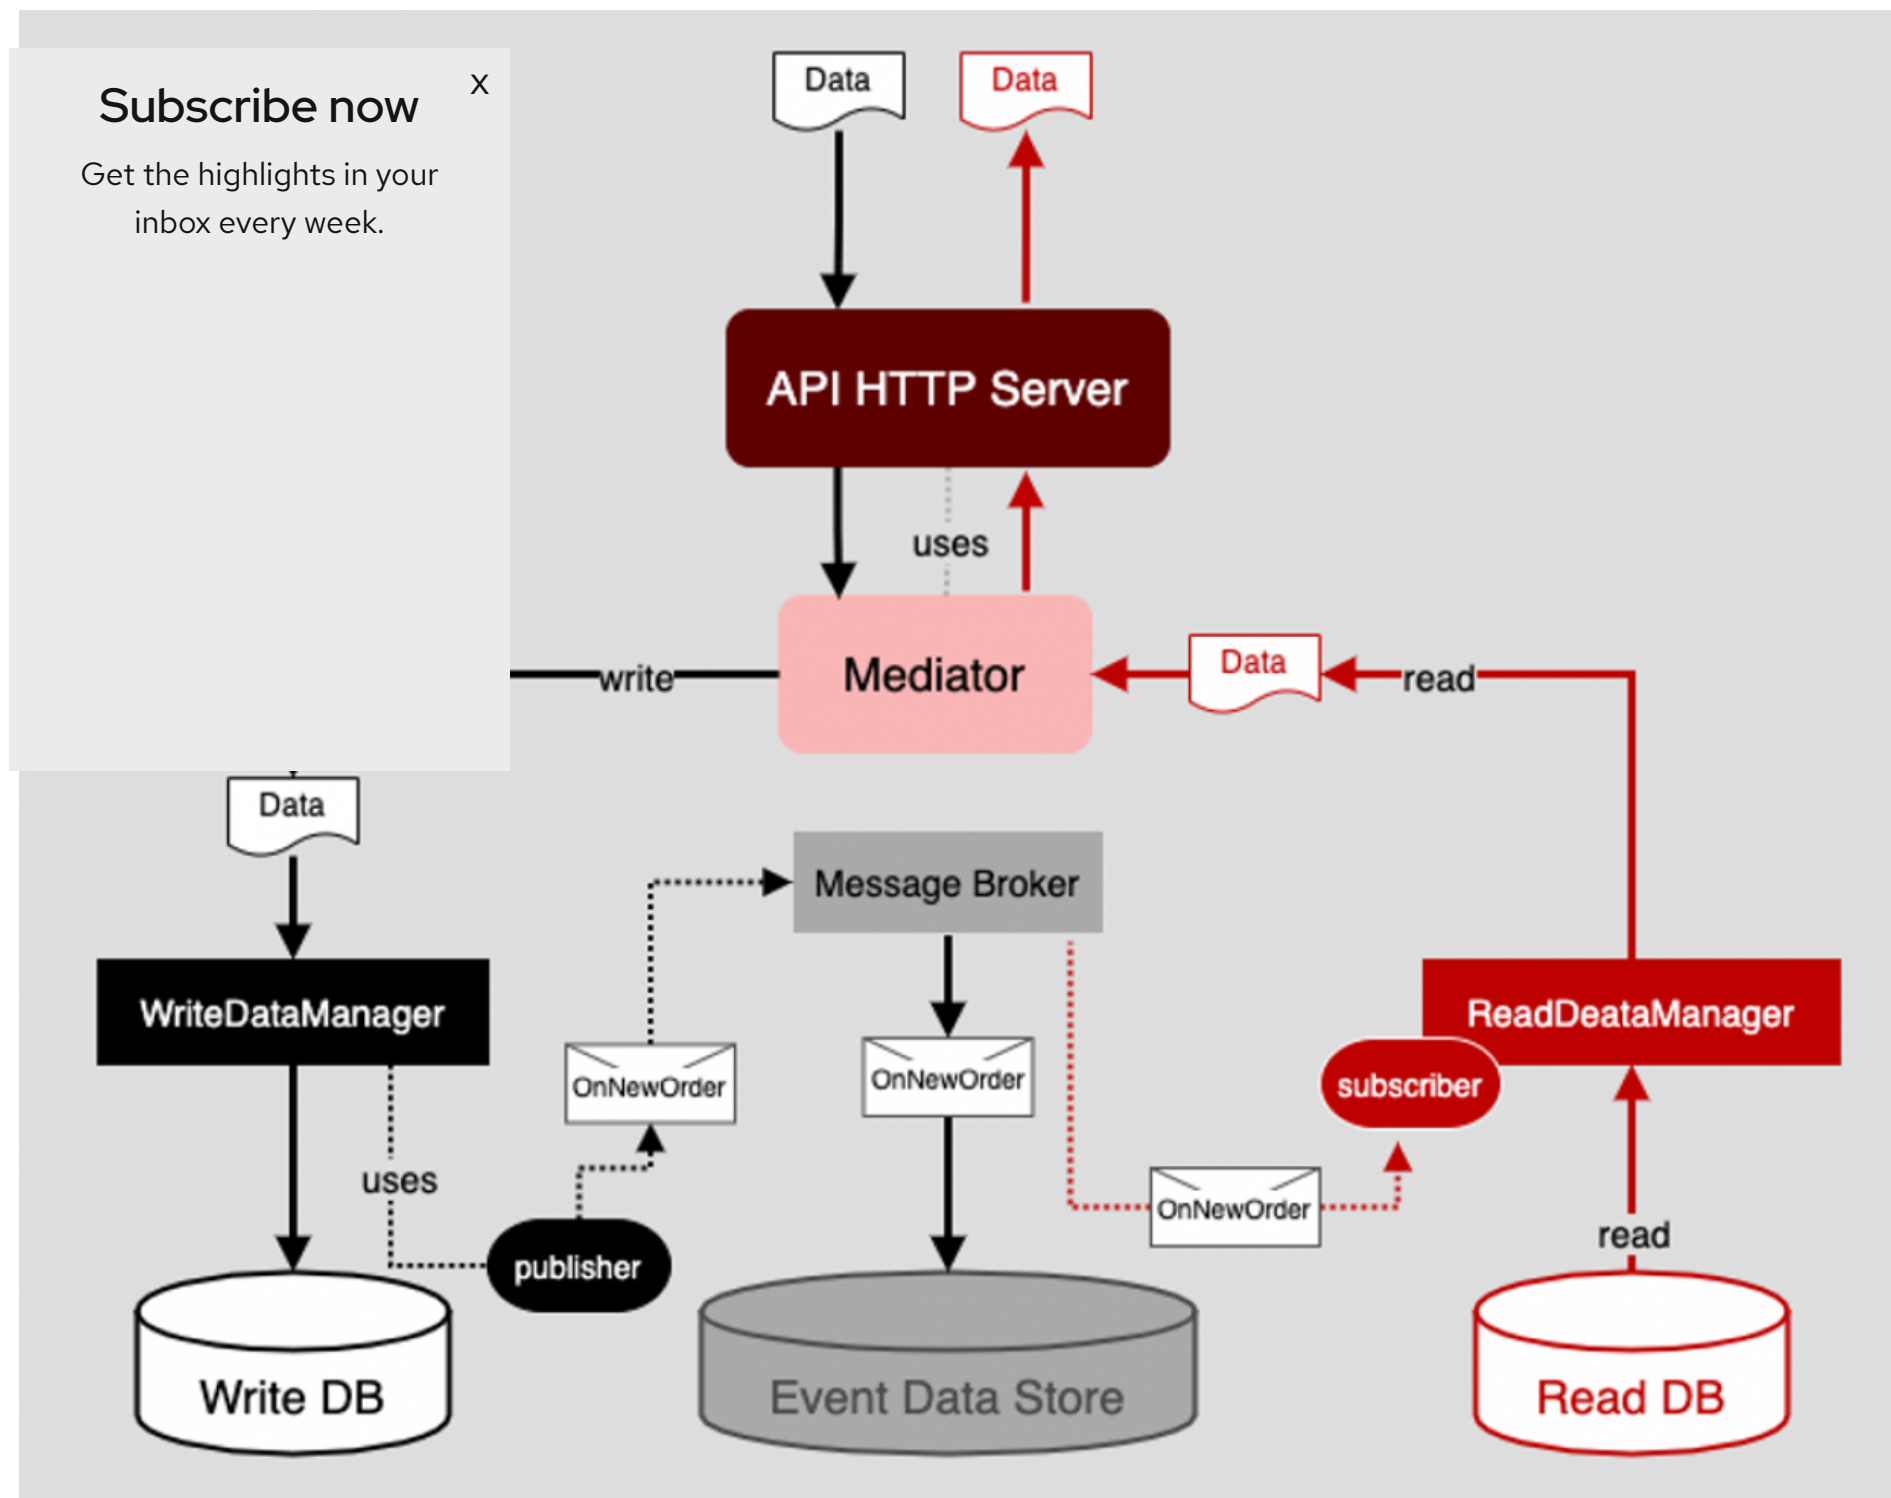 Subscribe now
X
Get the highlights in your
inbox every week.
Data
Data
API HTTP Server
uses
write
Mediator
Data
read
Data
Message Broker
WriteDataManager
ReadDeataManager
OnNewOrder
OnNewOrder
subscriber
uses
OnNewOrder
publisher
read
Write DB
Event Data Store
Read DB